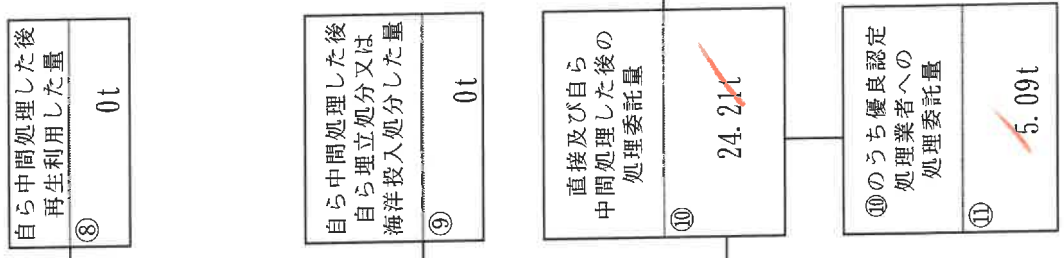 自ら中間処理した後
再生利用した量
⑧
0t
自ら中間処理した後
自ら埋立処分又は
海洋投入処分した量
⑨
0t
直接及び自ら
中間処理した後の
処理委託量
⑩
24.21t
⑩のうち優良認定
処理業者への
処理委託量
⑪
5.09t